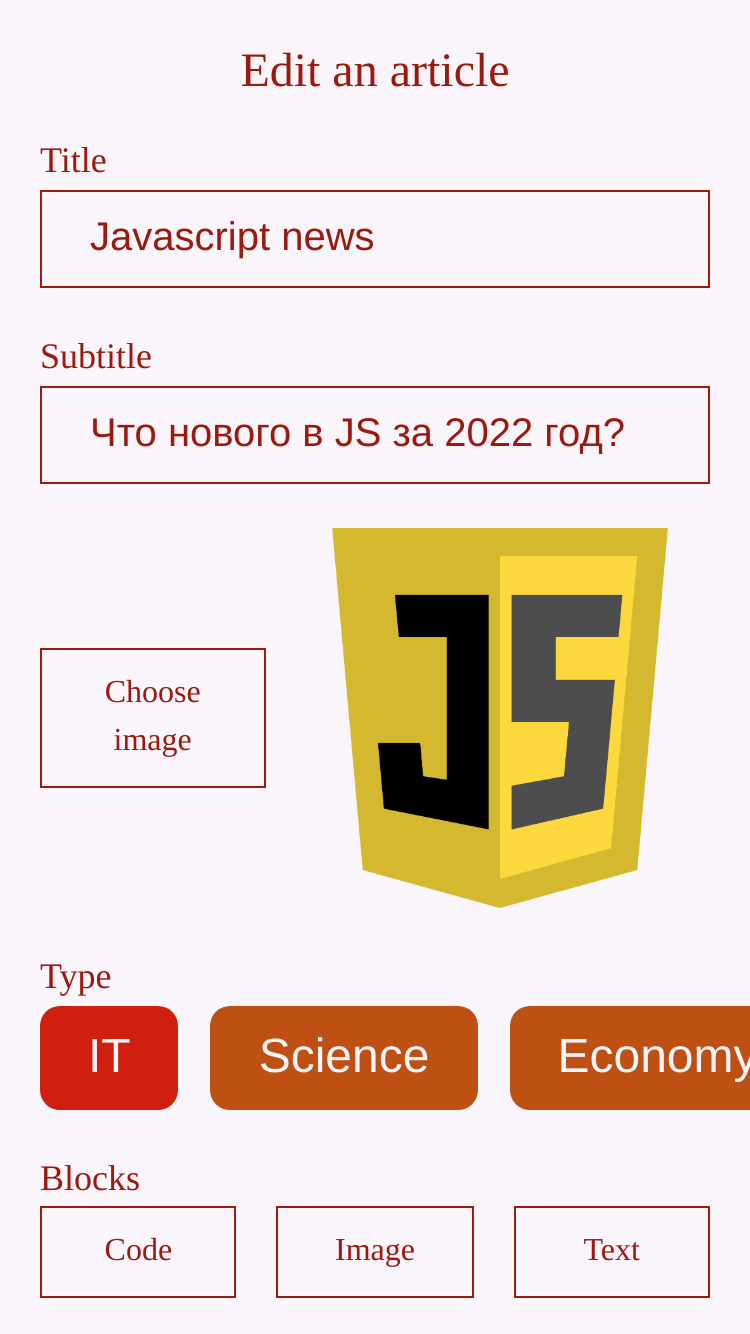 Edit an article
Title
Javascript news
Subtitle
Что нового в JS за 2022 год?
Choose
image
JS
Type
IT Science Economy
Blocks
Code Image Text